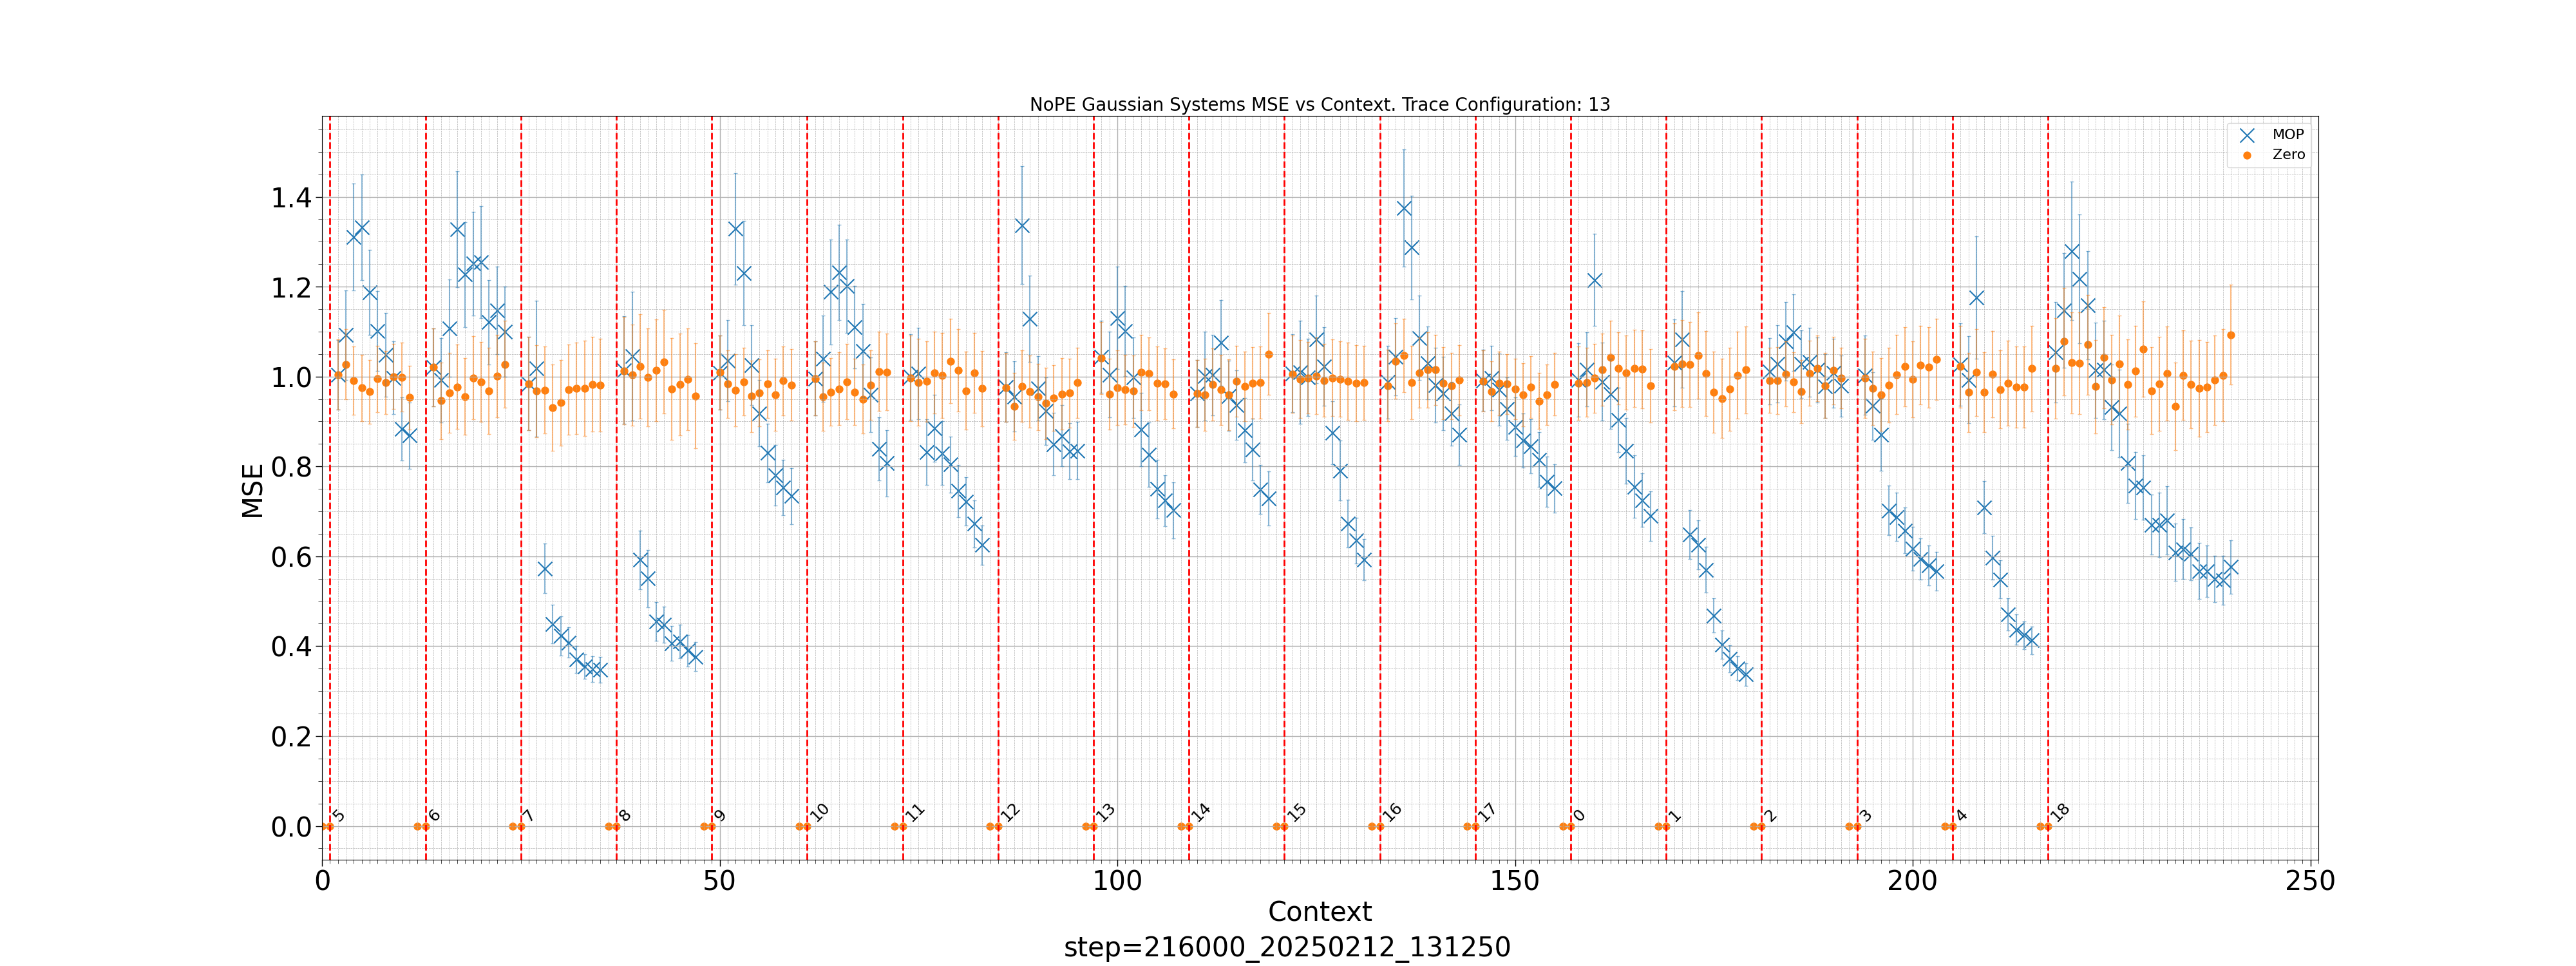 NoPE Gaussian Systems MSE vs Context. Trace Configuration: 13
MOP
Zero
MSE
1.4
1.2
1.0
0.8
0.6
0.4
0.2
0.0
5 6 7 8 9 10 11 12 13 14 15 16 17 0 1 2 3 4 18
0 50 100 150 200 250
Context
step=216000_20250212_131250